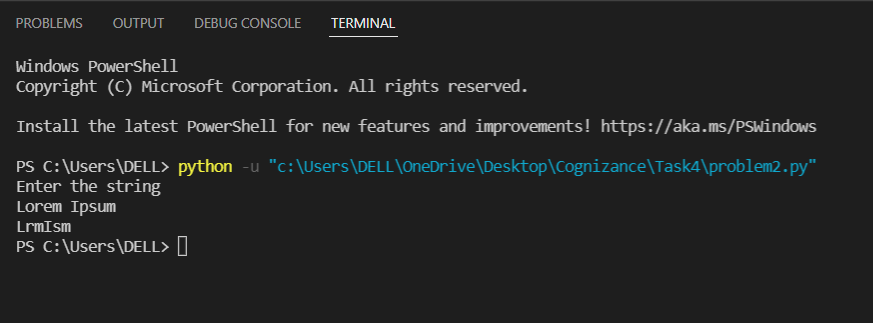 PROBLEMS OUTPUT DEBUG CONSOLE TERMINAL
Windows PowerShell
Copyright (C) Microsoft Corporation. All rights reserved.
Install the latest PowerShell for new features and improvements! https://aka.ms/PSWindows
PS C:\Users\DELL> python -u "c:\Users\DELL\OneDrive\Desktop\Cognizance\Task4\problem2.py"
Enter the string
Lorem Ipsum
LrmIsm
PS C:\Users\DELL>